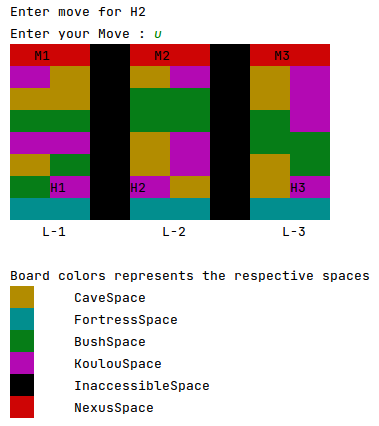 Enter move for H2
Enter your Move : u
M1 M2 M3
H1 H2 H3
L-1 L-2 L-3
Board colors represents the respective spaces
CaveSpace
FortressSpace
BushSpace
KoulouSpace
InaccessibleSpace
NexusSpace